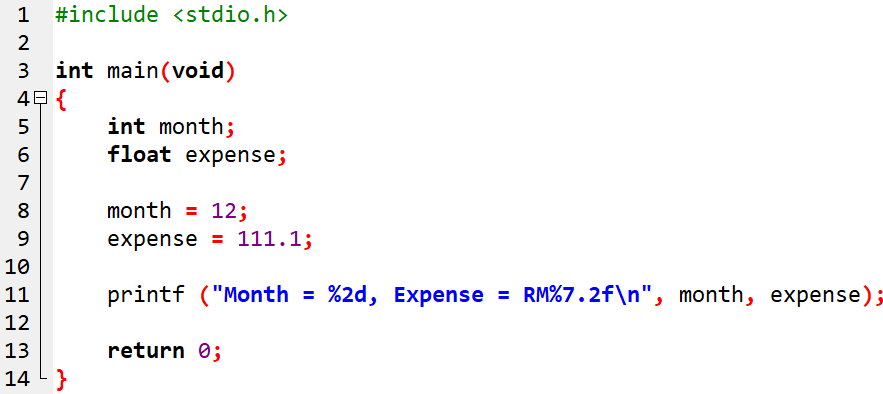 1 #include <stdio.h>
2
3 int main(void)
4 {
5     int month;
6     float expense;
7
8     month = 12;
9     expense = 111.1;
10
11     printf ("Month = %2d, Expense = RM%7.2f\n", month, expense);
12
13     return 0;
14 }